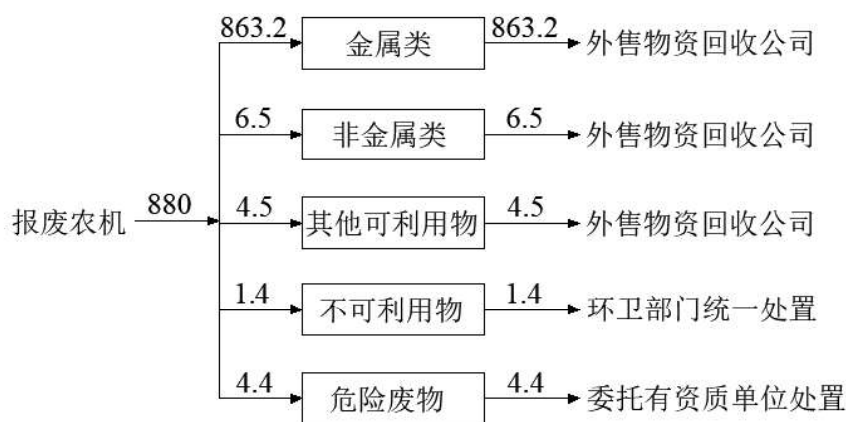 863.2 金属类 863.2 外售物资回收公司
6.5 非金属类 6.5 外售物资回收公司
报废农机 880 4.5 其他可利用物 4.5 外售物资回收公司
1.4 不可利用物 1.4 环卫部门统一处置
4.4 危险废物 4.4 委托有资质单位处置